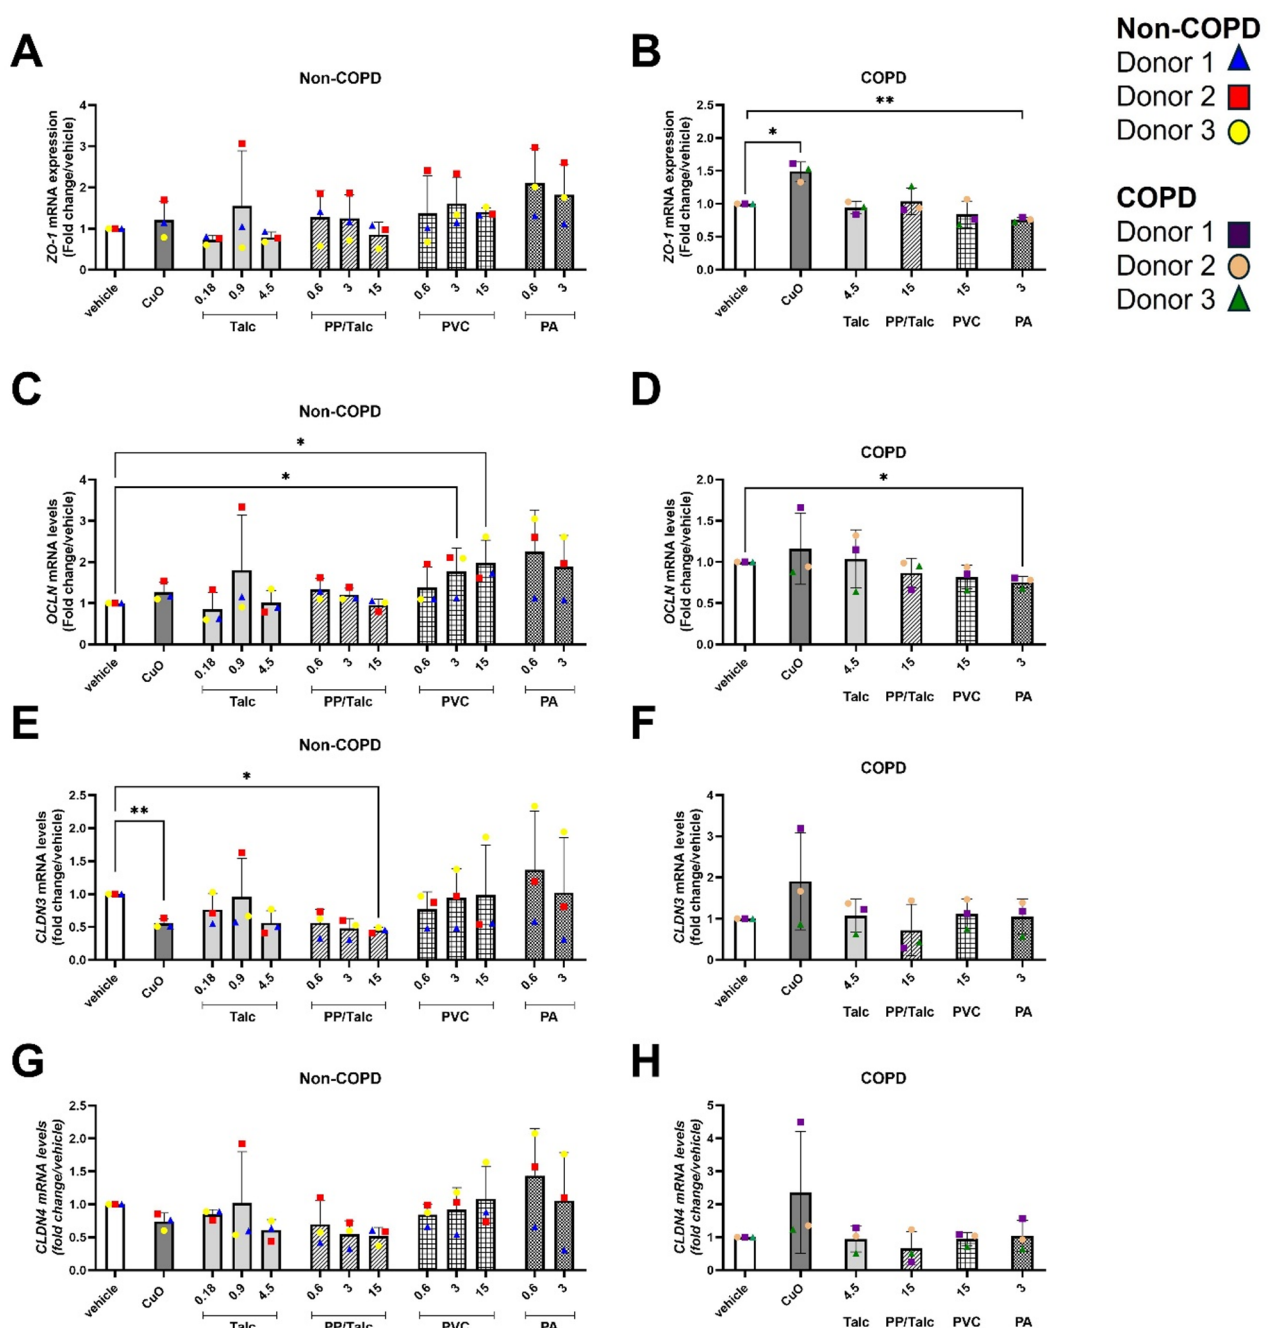 Non-COPD
Donor 1
Donor 2
Donor 3
COPD
Donor 1
Donor 2
Donor 3
A
Non-COPD
ZO-1 mRNA expression
(Fold change/vehicle)
4
3
2
1
0
vehicle
CuO
0.18
0.9
4.5
0.6
3
15
0.6
3
15
0.6
3
Talc
PP/Talc
PVC
PA
B
COPD
ZO-1 mRNA expression
(Fold change/vehicle)
2.5
2.0
1.5
1.0
0.5
0.0
**
*
vehicle
CuO
4.5
15
15
3
Talc
PP/Talc
PVC
PA
C
Non-COPD
OCLN mRNA levels
(Fold change/vehicle)
4
3
2
1
0
*
*
vehicle
CuO
0.18
0.9
4.5
0.6
3
15
0.6
3
15
0.6
3
Talc
PP/Talc
PVC
PA
D
COPD
OCLN mRNA levels
(Fold change/vehicle)
2.0
1.5
1.0
0.5
0.0
*
vehicle
CuO
4.5
15
15
3
Talc
PP/Talc
PVC
PA
E
Non-COPD
CLDN3 mRNA levels
(fold change/vehicle)
2.5
2.0
1.5
1.0
0.5
0.0
*
**
vehicle
CuO
0.18
0.9
4.5
0.6
3
15
0.6
3
15
0.6
3
Talc
PP/Talc
PVC
PA
F
COPD
CLDN3 mRNA levels
(fold change/vehicle)
4
3
2
1
0
vehicle
CuO
4.5
15
15
3
Talc
PP/Talc
PVC
PA
G
Non-COPD
CLDN4 mRNA levels
(fold change/vehicle)
2.5
2.0
1.5
1.0
0.5
0.0
vehicle
CuO
0.18
0.9
4.5
0.6
3
15
0.6
3
15
0.6
3
Talc
PP/Talc
PVC
PA
H
COPD
CLDN4 mRNA levels
(fold change/vehicle)
5
4
3
2
1
0
vehicle
CuO
4.5
15
15
3
Talc
PP/Talc
PVC
PA